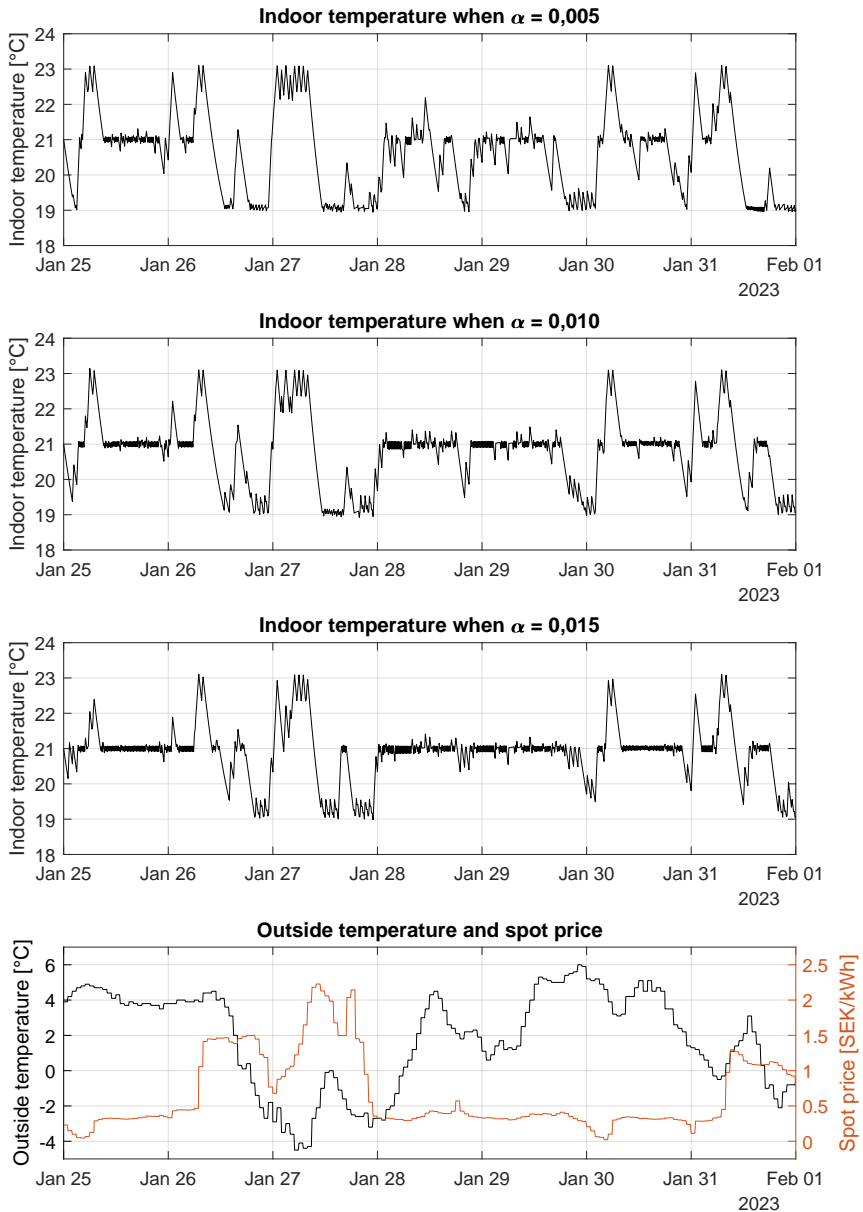 Indoor temperature when α = 0,005
Indoor temperature [°C]
24
23
22
21
20
19
18
Jan 25 Jan 26 Jan 27 Jan 28 Jan 29 Jan 30 Jan 31 Feb 01
2023
Indoor temperature when α = 0,010
Indoor temperature [°C]
24
23
22
21
20
19
18
Jan 25 Jan 26 Jan 27 Jan 28 Jan 29 Jan 30 Jan 31 Feb 01
2023
Indoor temperature when α = 0,015
Indoor temperature [°C]
24
23
22
21
20
19
18
Jan 25 Jan 26 Jan 27 Jan 28 Jan 29 Jan 30 Jan 31 Feb 01
2023
Outside temperature and spot price
Outside temperature [°C]
6
4
2
0
-2
-4
2.5
2
1.5
1
0.5
0
Spot price [SEK/kWh]
Jan 25 Jan 26 Jan 27 Jan 28 Jan 29 Jan 30 Jan 31 Feb 01
2023